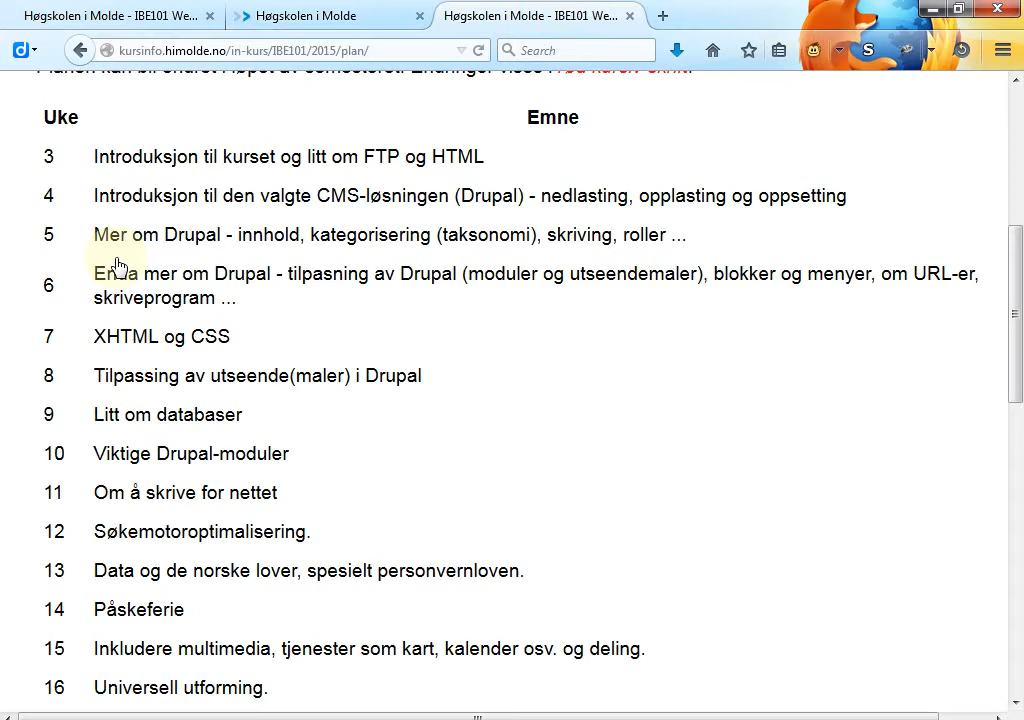 Høgskolen i Molde - IBE101 We...
Høgskolen i Molde
Høgskolen i Molde - IBE101 We...
kursinfo.himolde.no/in-kurs/IBE101/2015/plan/
Search
Uke Emne
3 Introduksjon til kurset og litt om FTP og HTML
4 Introduksjon til den valgte CMS-løsningen (Drupal) - nedlasting, opplasting og oppsetting
5 Mer om Drupal - innhold, kategorisering (taksonomi), skriving, roller ...
6 Enda mer om Drupal - tilpasning av Drupal (moduler og utseendemaler), blokker og menyer, om URL-er,
skriveprogram ...
7 XHTML og CSS
8 Tilpassing av utseende(maler) i Drupal
9 Litt om databaser
10 Viktige Drupal-moduler
11 Om å skrive for nettet
12 Søkemotoroptimalisering.
13 Data og de norske lover, spesielt personvernloven.
14 Påskeferie
15 Inkludere multimedia, tjenester som kart, kalender osv. og deling.
16 Universell utforming.